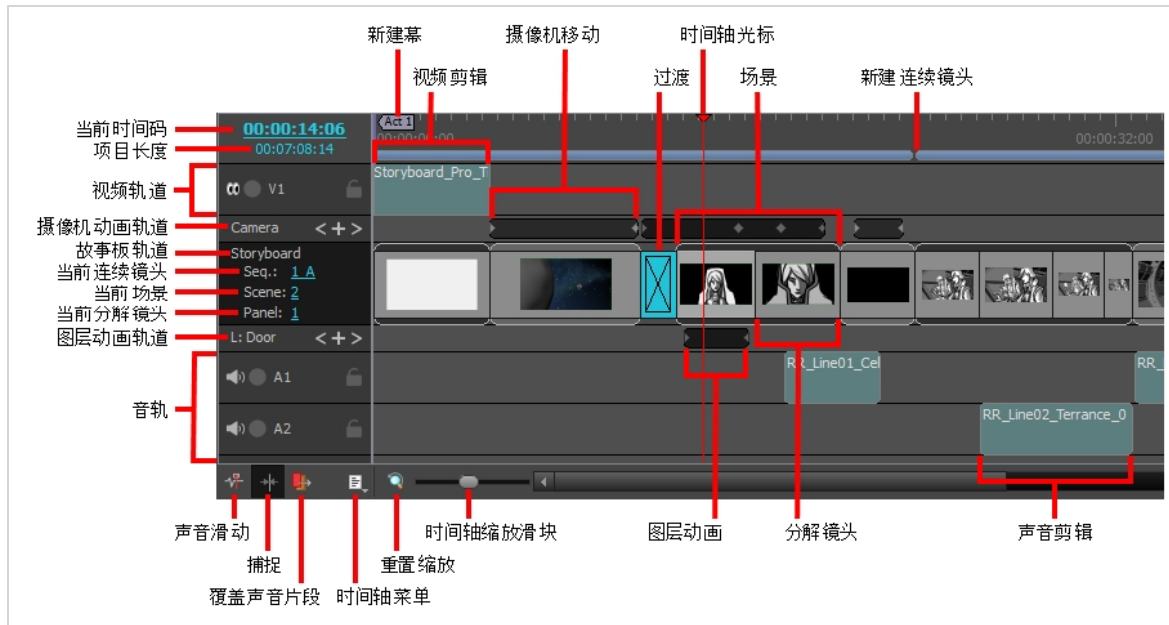 新建幕
摄像机移动
时间轴光标
视频剪辑
过渡
场景
新建连续镜头
当前时间码
00:00:14:06
Act 1
00:00:00:00
00:00:32:00
项目长度
00:07:08:14
视频轨道
V1
Storyboard_Pro_T
摄像机动画轨道
Camera
故事板轨道
Storyboard
当前连续镜头
Seq.: 1_A
当前场景
Scene: 2
当前分解镜头
Panel: 1
图层动画轨道
L: Door
音轨
A1
RR_Line01_Cel
RR_
A2
RR_Line02_Terrance_0
声音滑动
时间轴缩放滑块
图层动画
分解镜头
声音剪辑
捕捉
重置缩放
覆盖声音片段
时间轴菜单